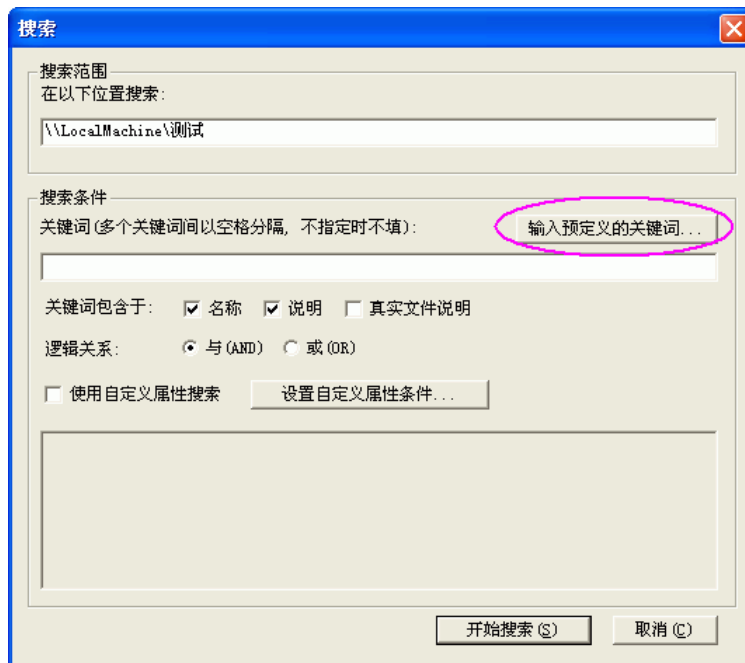 搜索
搜索范围
在以下位置搜索:
\\LocalMachine\测试
搜索条件
关键词(多个关键词间以空格分隔, 不指定时不填): 输入预定义的关键词...
关键词包含于: 名称 说明 真实文件说明
逻辑关系: 与(AND) 或(OR)
使用自定义属性搜索 设置自定义属性条件...
开始搜索(S) 取消(C)